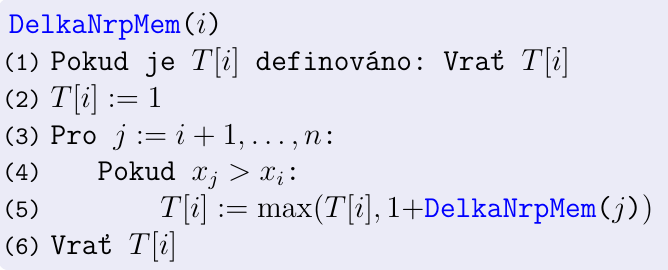 DelkaNrpMem(i)
(1) Pokud je T[i] definováno: Vrať T[i]
(2) T[i] := 1
(3) Pro j := i + 1, . . . , n:
(4) Pokud x_j > x_i:
(5) T[i] := max(T[i], 1+DelkaNrpMem(j))
(6) Vrať T[i]